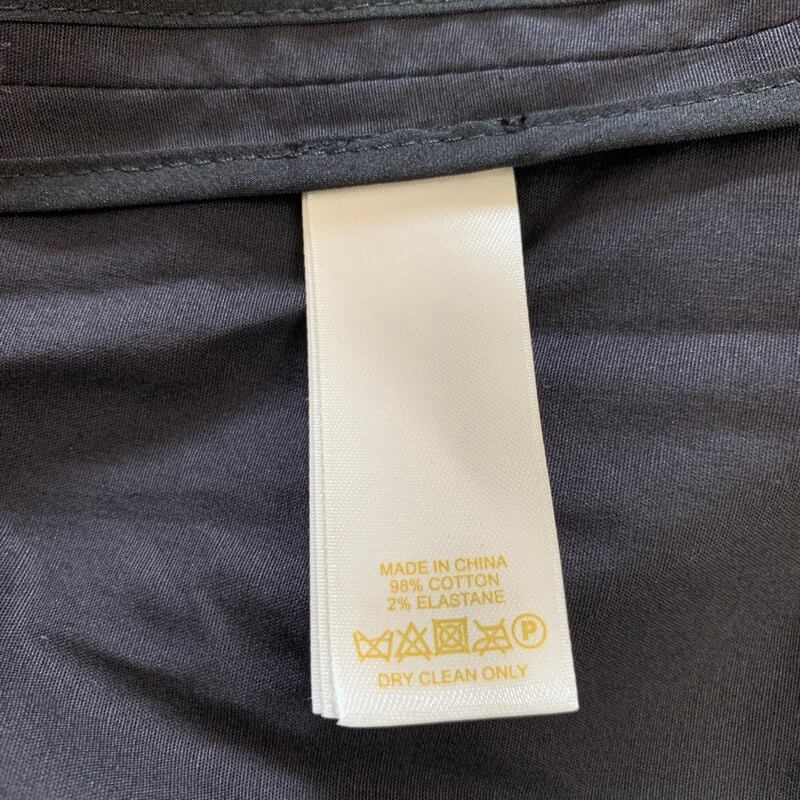 MADE IN CHINA
98% COTTON
2% ELASTANE
P
DRY CLEAN ONLY